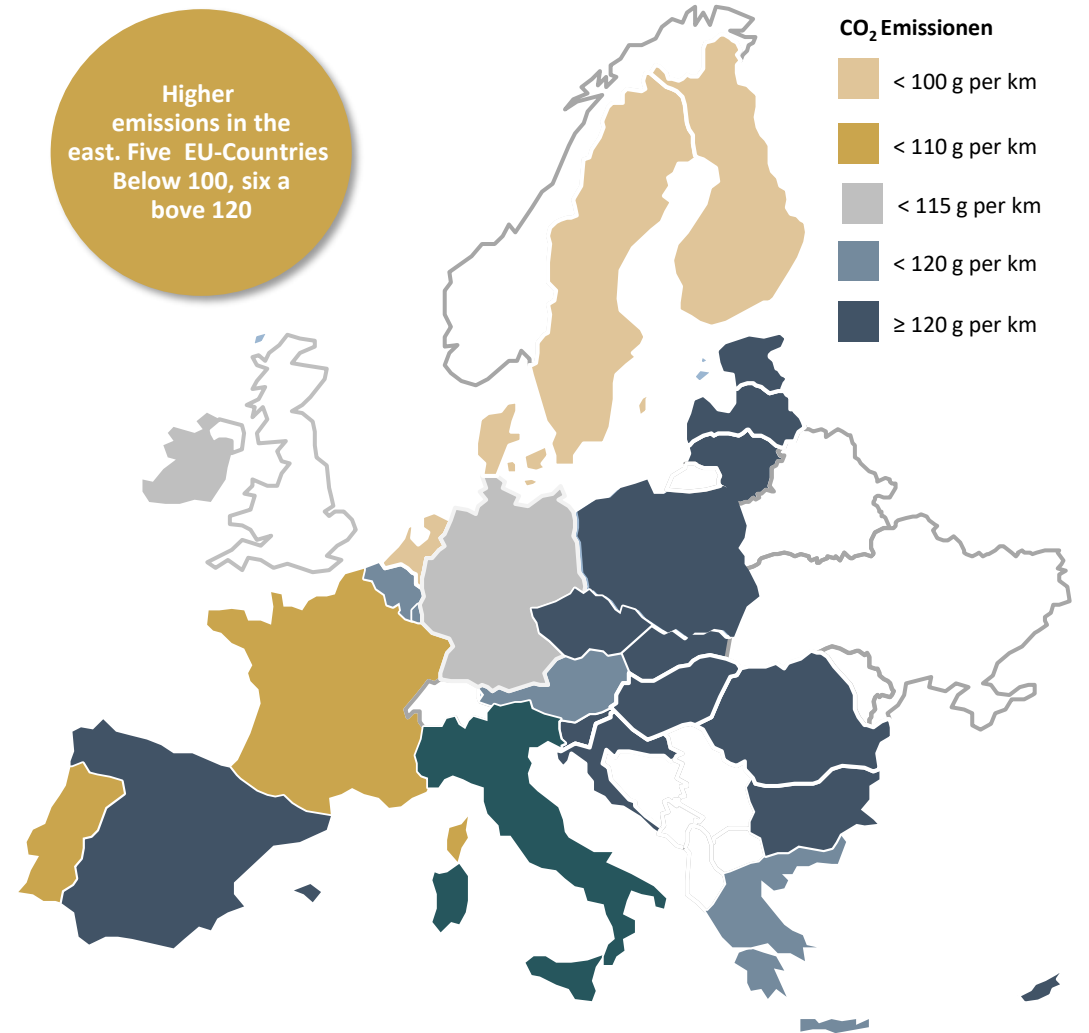 Higher
emissions in the
east. Five EU-Countries
Below 100, six a
bove 120
CO₂ Emissionen
< 100 g per km
< 110 g per km
< 115 g per km
< 120 g per km
≥ 120 g per km